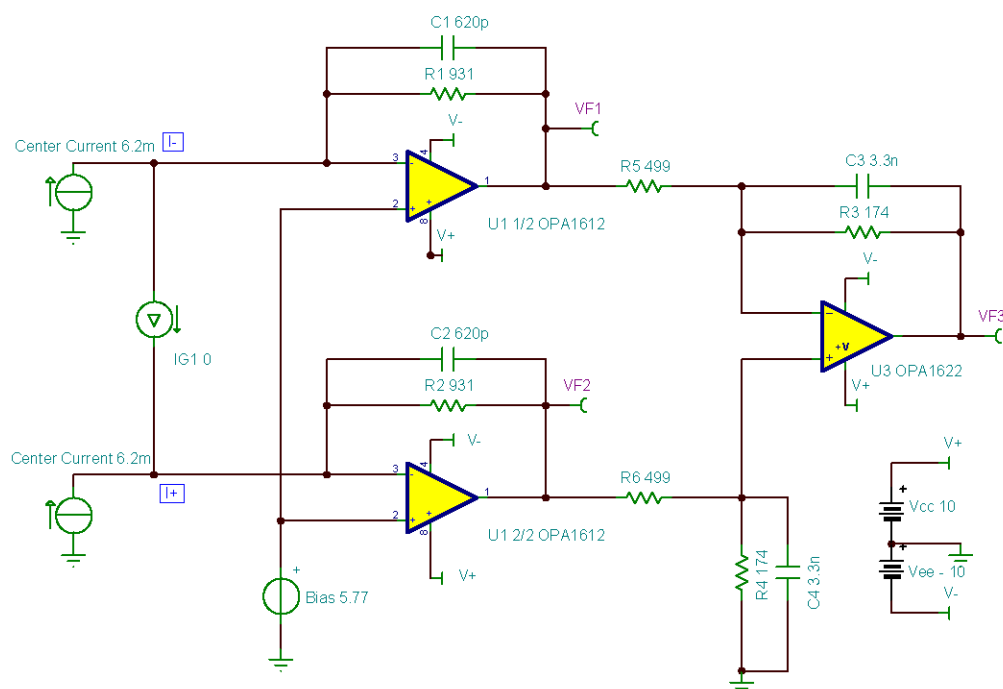 C1 620p
R1 931
VF1
V-
Center Current 6.2m
I-
3
4
1
2
8
U1 1/2 OPA1612
V+
R5 499
C3 3.3n
R3 174
V-
VF3
+V
U3 OPA1622
V+
IG1 0
C2 620p
R2 931
VF2
V-
Center Current 6.2m
I+
3
4
1
2
8
U1 2/2 OPA1612
V+
R6 499
R4 174
C4 3.3n
Bias 5.77
V+
Vcc 10
Vee - 10
V-